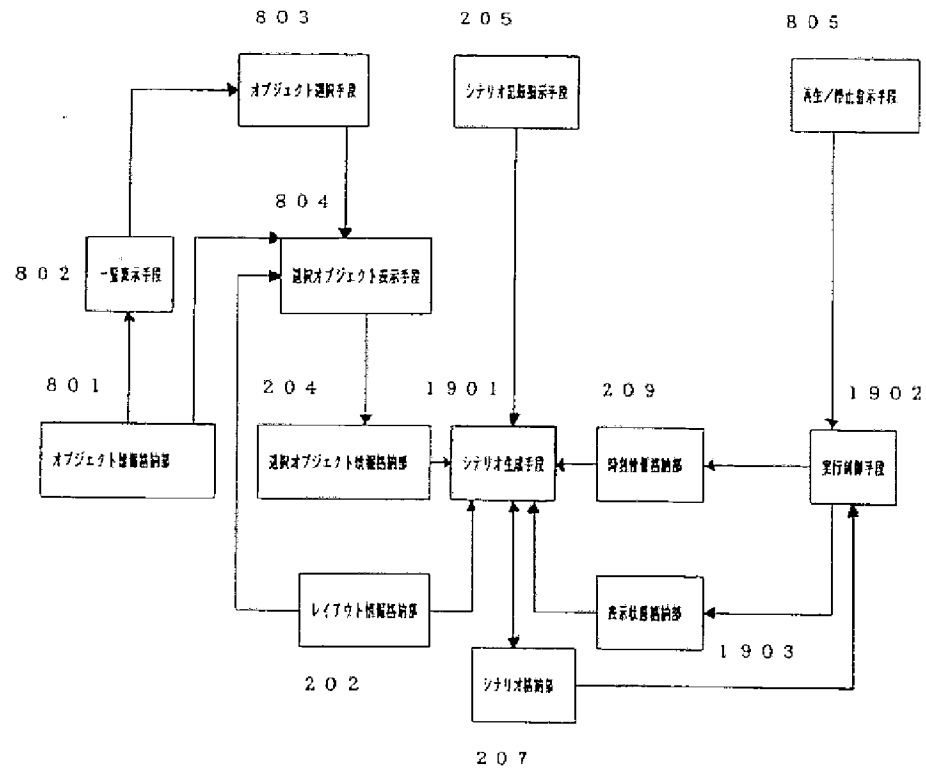 ８０３
２０５
８０５
オブジェクト選択手段
シナリオ記録指示手段
再生／停止指示手段
８０４
８０２
一覧表示手段
選択オブジェクト表示手段
８０１
２０４
１９０１
２０９
１９０２
オブジェクト情報格納部
選択オブジェクト情報格納部
シナリオ生成手段
時刻情報格納部
実行制御手段
レイアウト情報格納部
表示状態格納部
１９０３
２０２
シナリオ格納部
２０７